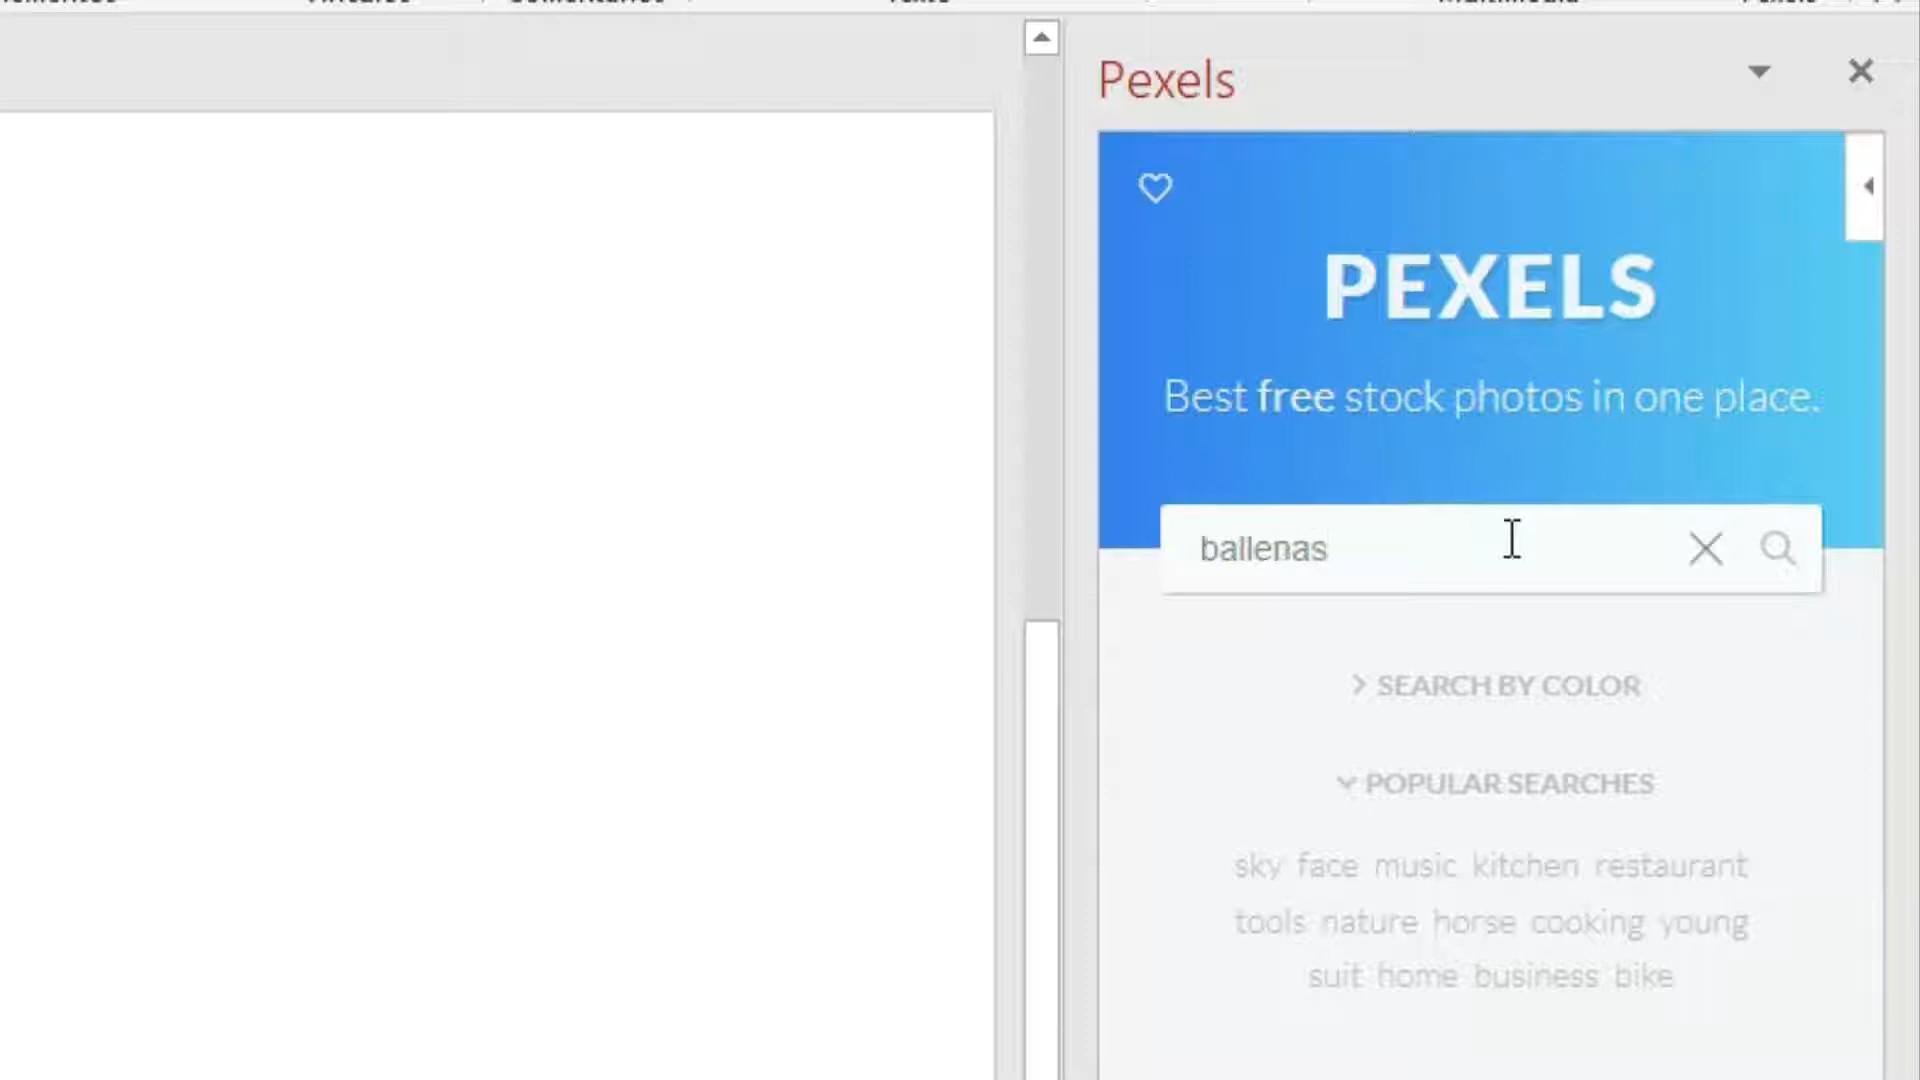 Pexels
PEXELS
Best free stock photos in one place.
ballenas
SEARCH BY COLOR
POPULAR SEARCHES
sky face music kitchen restaurant
tools nature horse cooking young
suit home business bike